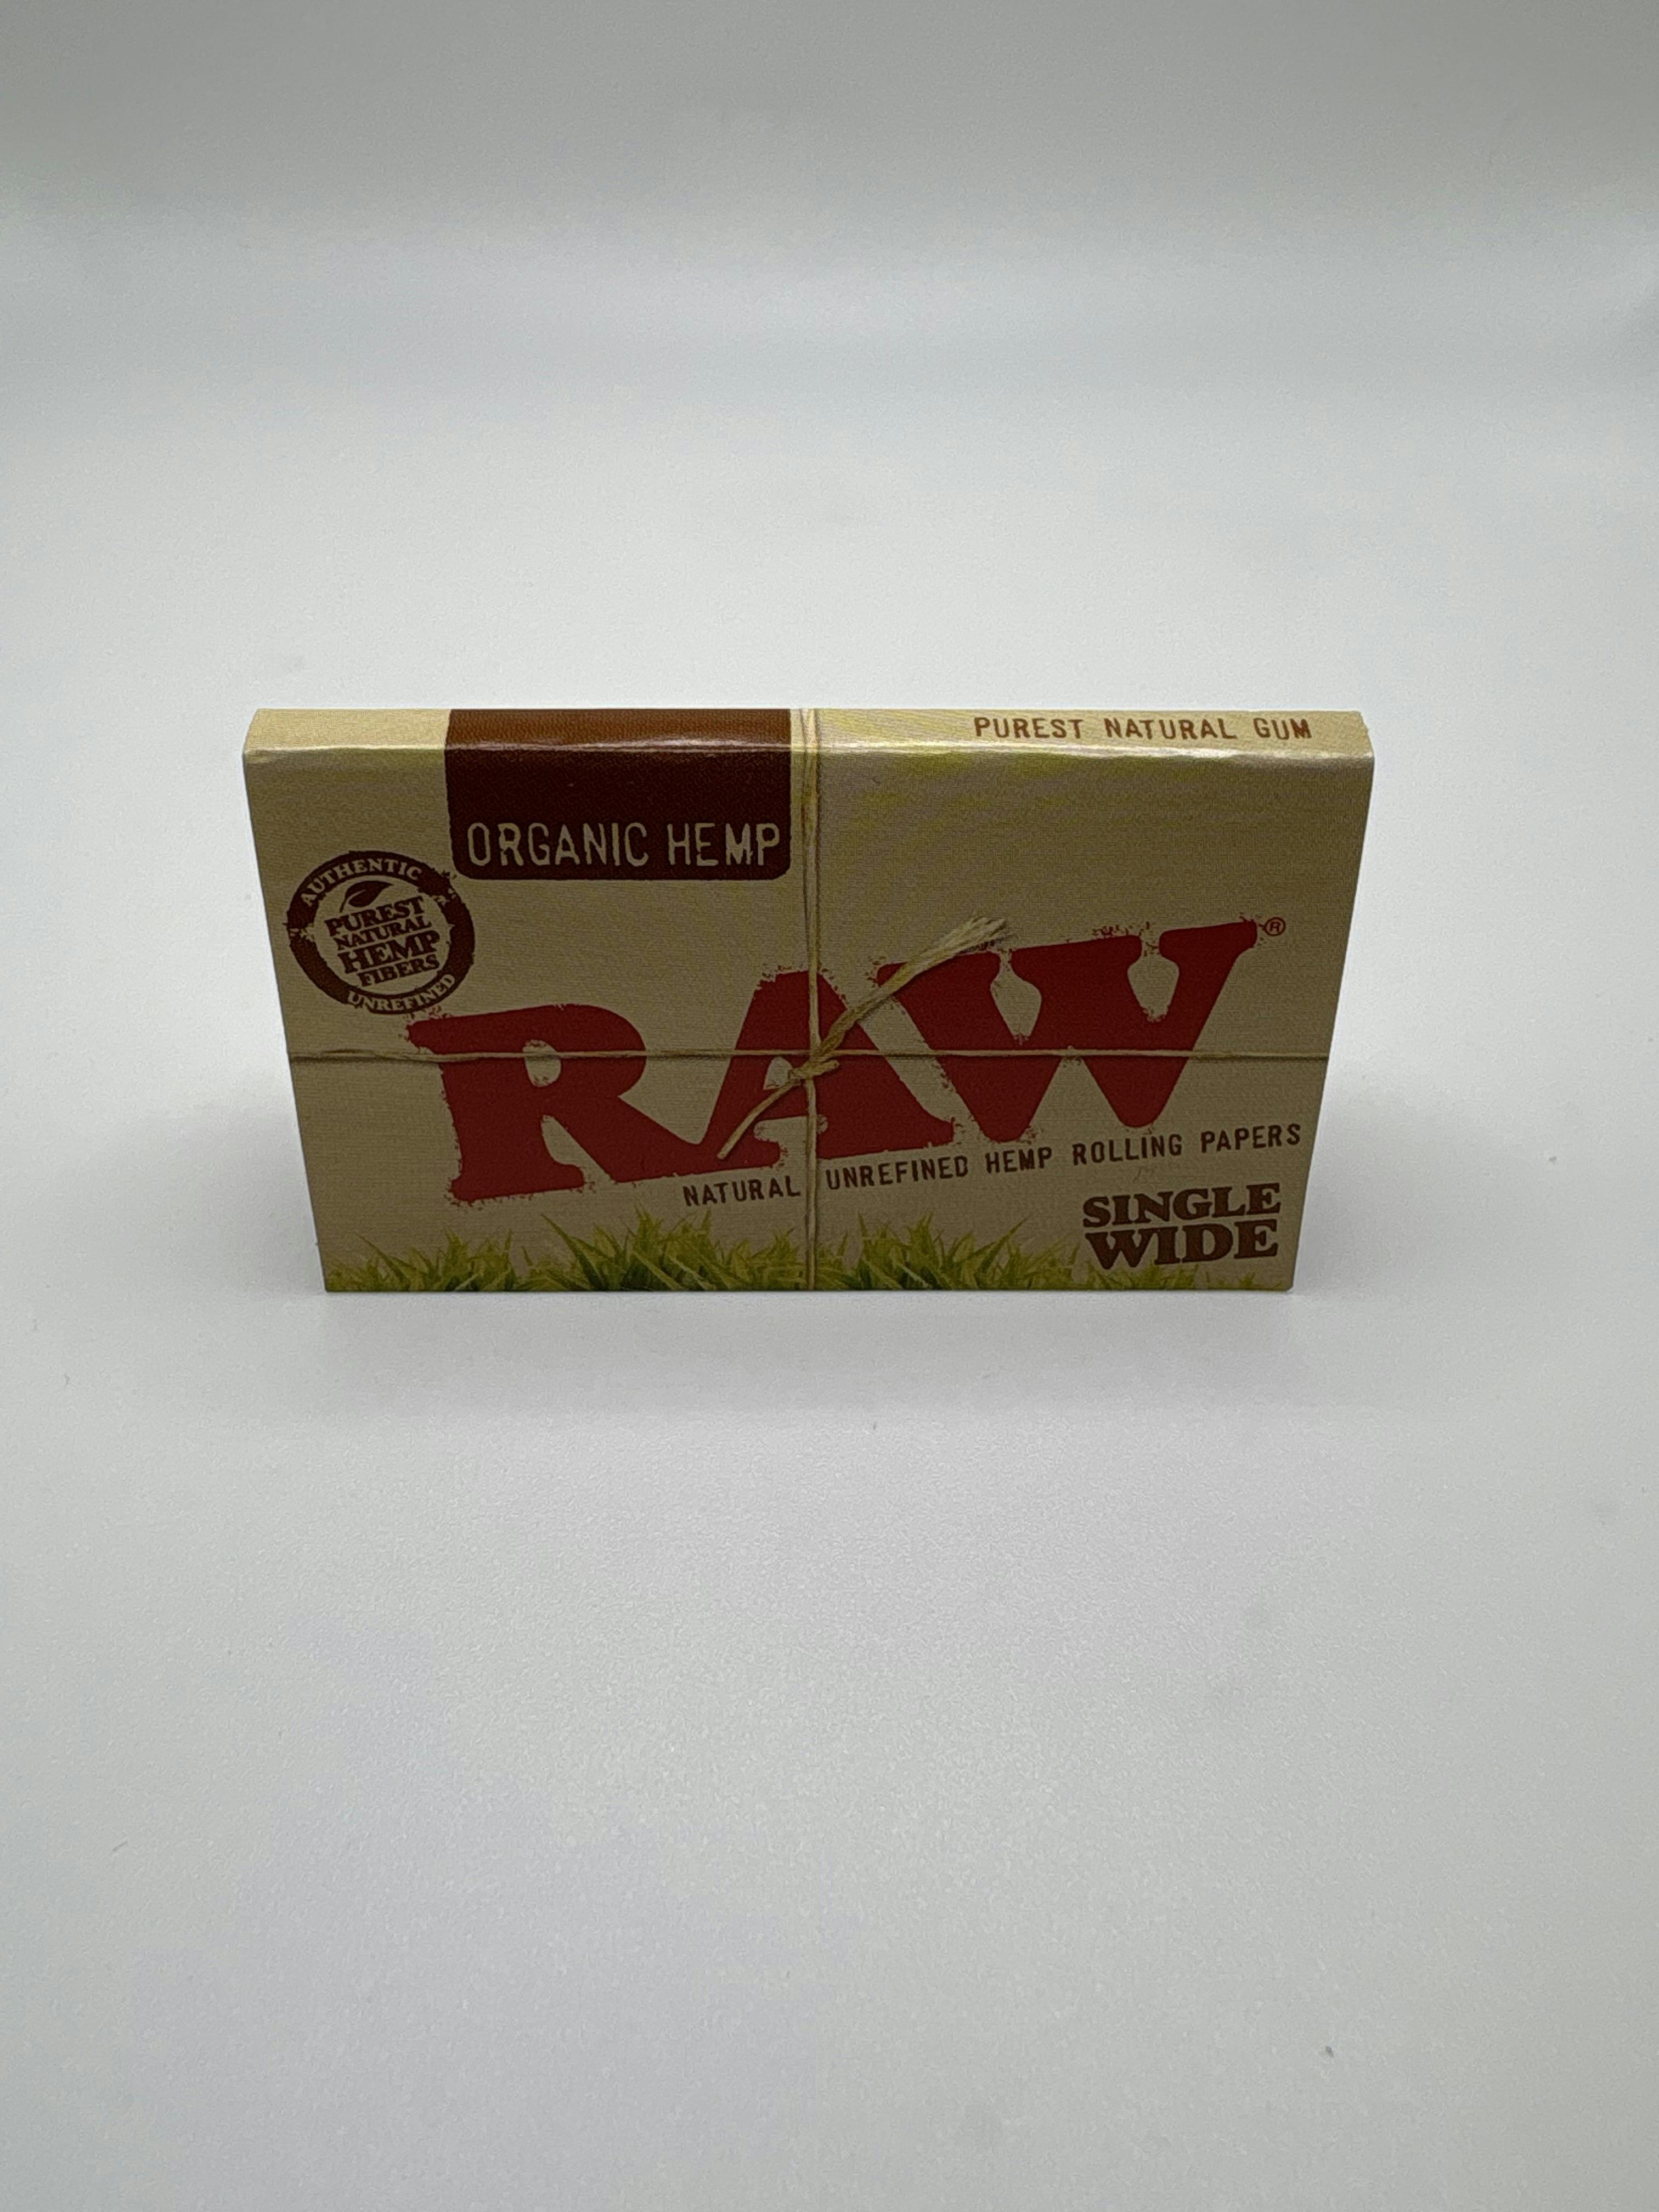 PUREST NATURAL GUM
ORGANIC HEMP
AUTHENTIC
PUREST
NATURAL
HEMP
FIBERS
UNREFINED
RAW®
NATURAL UNREFINED HEMP ROLLING PAPERS
SINGLE
WIDE